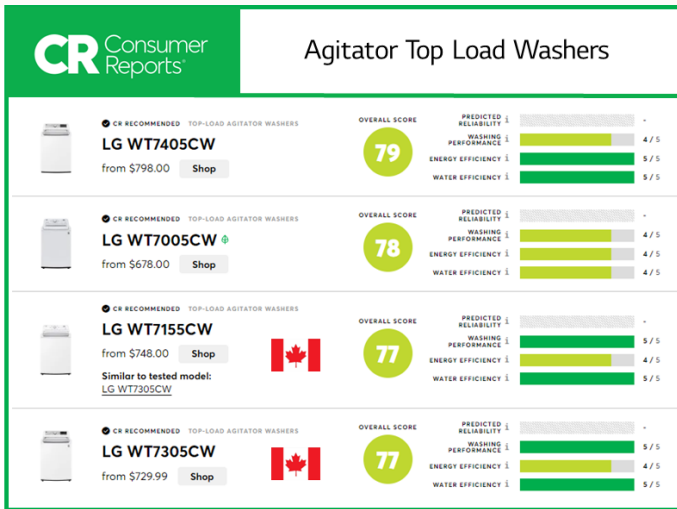 CR Consumer Reports®
Agitator Top Load Washers
CR RECOMMENDED TOP-LOAD AGITATOR WASHERS
LG WT7405CW
from $798.00 Shop
OVERALL SCORE
79
PREDICTED RELIABILITY i -
WASHING PERFORMANCE i 4 / 5
ENERGY EFFICIENCY i 5 / 5
WATER EFFICIENCY i 5 / 5
CR RECOMMENDED TOP-LOAD AGITATOR WASHERS
LG WT7005CW
from $678.00 Shop
OVERALL SCORE
78
PREDICTED RELIABILITY i -
WASHING PERFORMANCE i 4 / 5
ENERGY EFFICIENCY i 4 / 5
WATER EFFICIENCY i 4 / 5
CR RECOMMENDED TOP-LOAD AGITATOR WASHERS
LG WT7155CW
from $748.00 Shop
Similar to tested model:
LG WT7305CW
OVERALL SCORE
77
PREDICTED RELIABILITY i -
WASHING PERFORMANCE i 5 / 5
ENERGY EFFICIENCY i 4 / 5
WATER EFFICIENCY i 5 / 5
CR RECOMMENDED TOP-LOAD AGITATOR WASHERS
LG WT7305CW
from $729.99 Shop
OVERALL SCORE
77
PREDICTED RELIABILITY i -
WASHING PERFORMANCE i 5 / 5
ENERGY EFFICIENCY i 4 / 5
WATER EFFICIENCY i 5 / 5